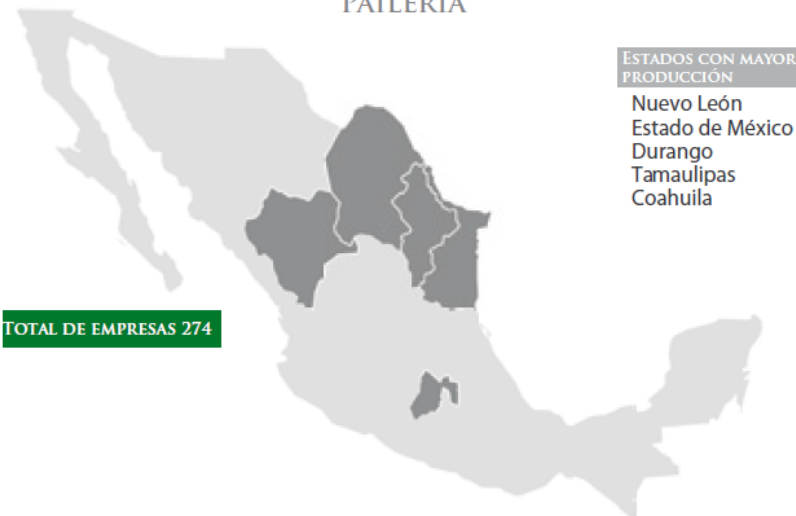 PAILERÍA
ESTADOS CON MAYOR
PRODUCCIÓN
Nuevo León
Estado de México
Durango
Tamaulipas
Coahuila
TOTAL DE EMPRESAS 274